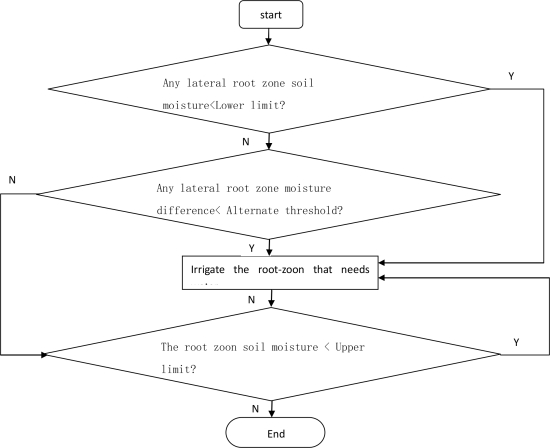 start
Any lateral root zone soil
moisture<Lower limit?
Y
N
Any lateral root zone moisture
difference< Alternate threshold?
N
Y
Irrigate the root-zoon that needs
N
The root zoon soil moisture < Upper
limit?
Y
N
End